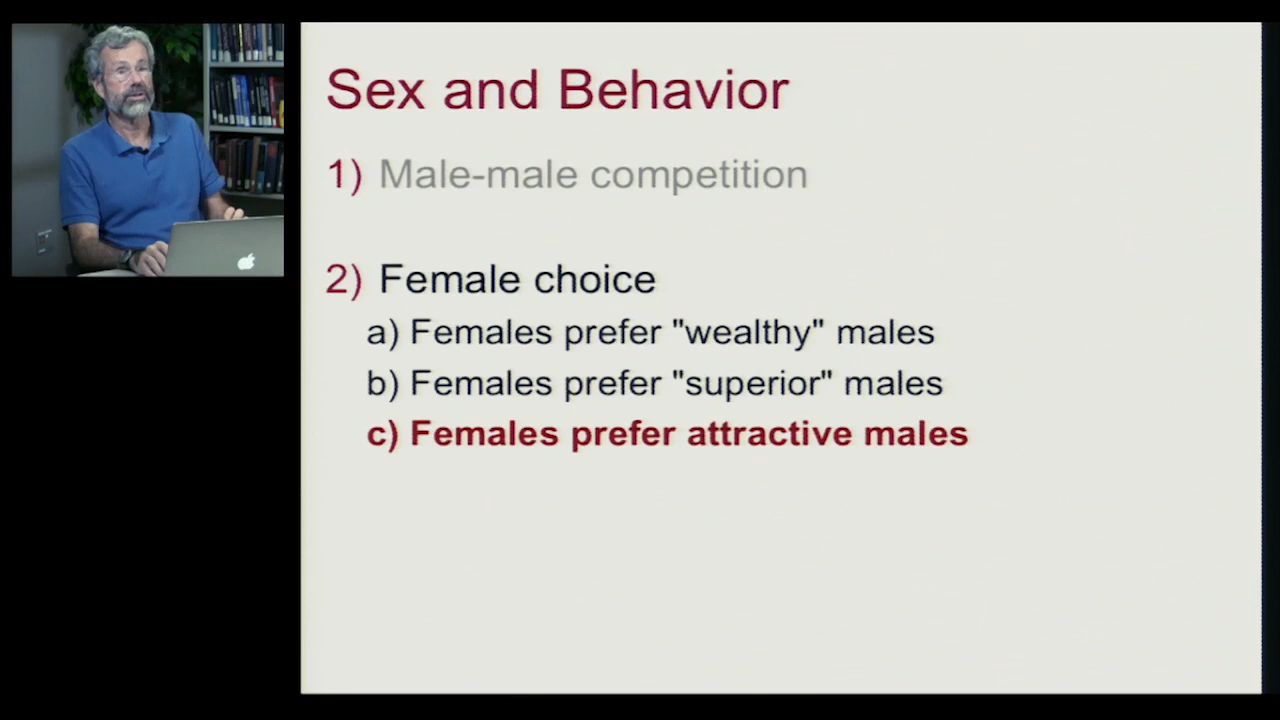 Sex and Behavior
1) Male-male competition
2) Female choice
a) Females prefer "wealthy" males
b) Females prefer "superior" males
c) Females prefer attractive males